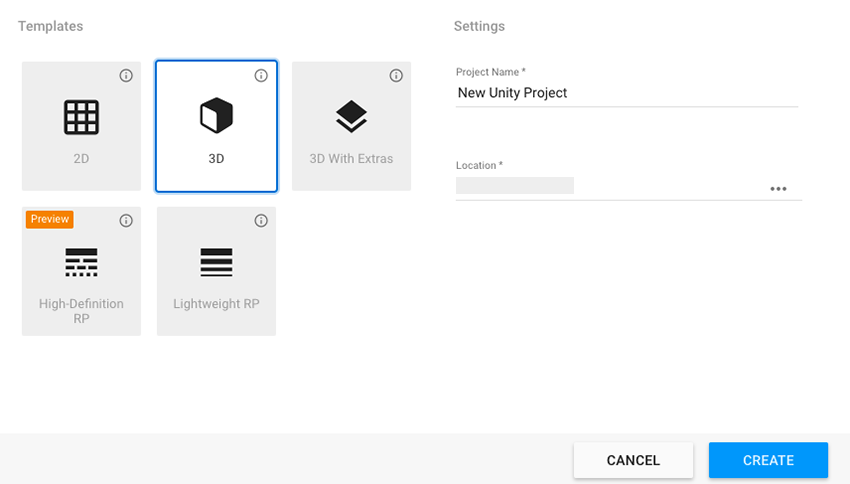 Templates
Settings
2D
3D
3D With Extras
Preview
High-Definition
RP
Lightweight RP
Project Name *
New Unity Project
Location *
CANCEL
CREATE